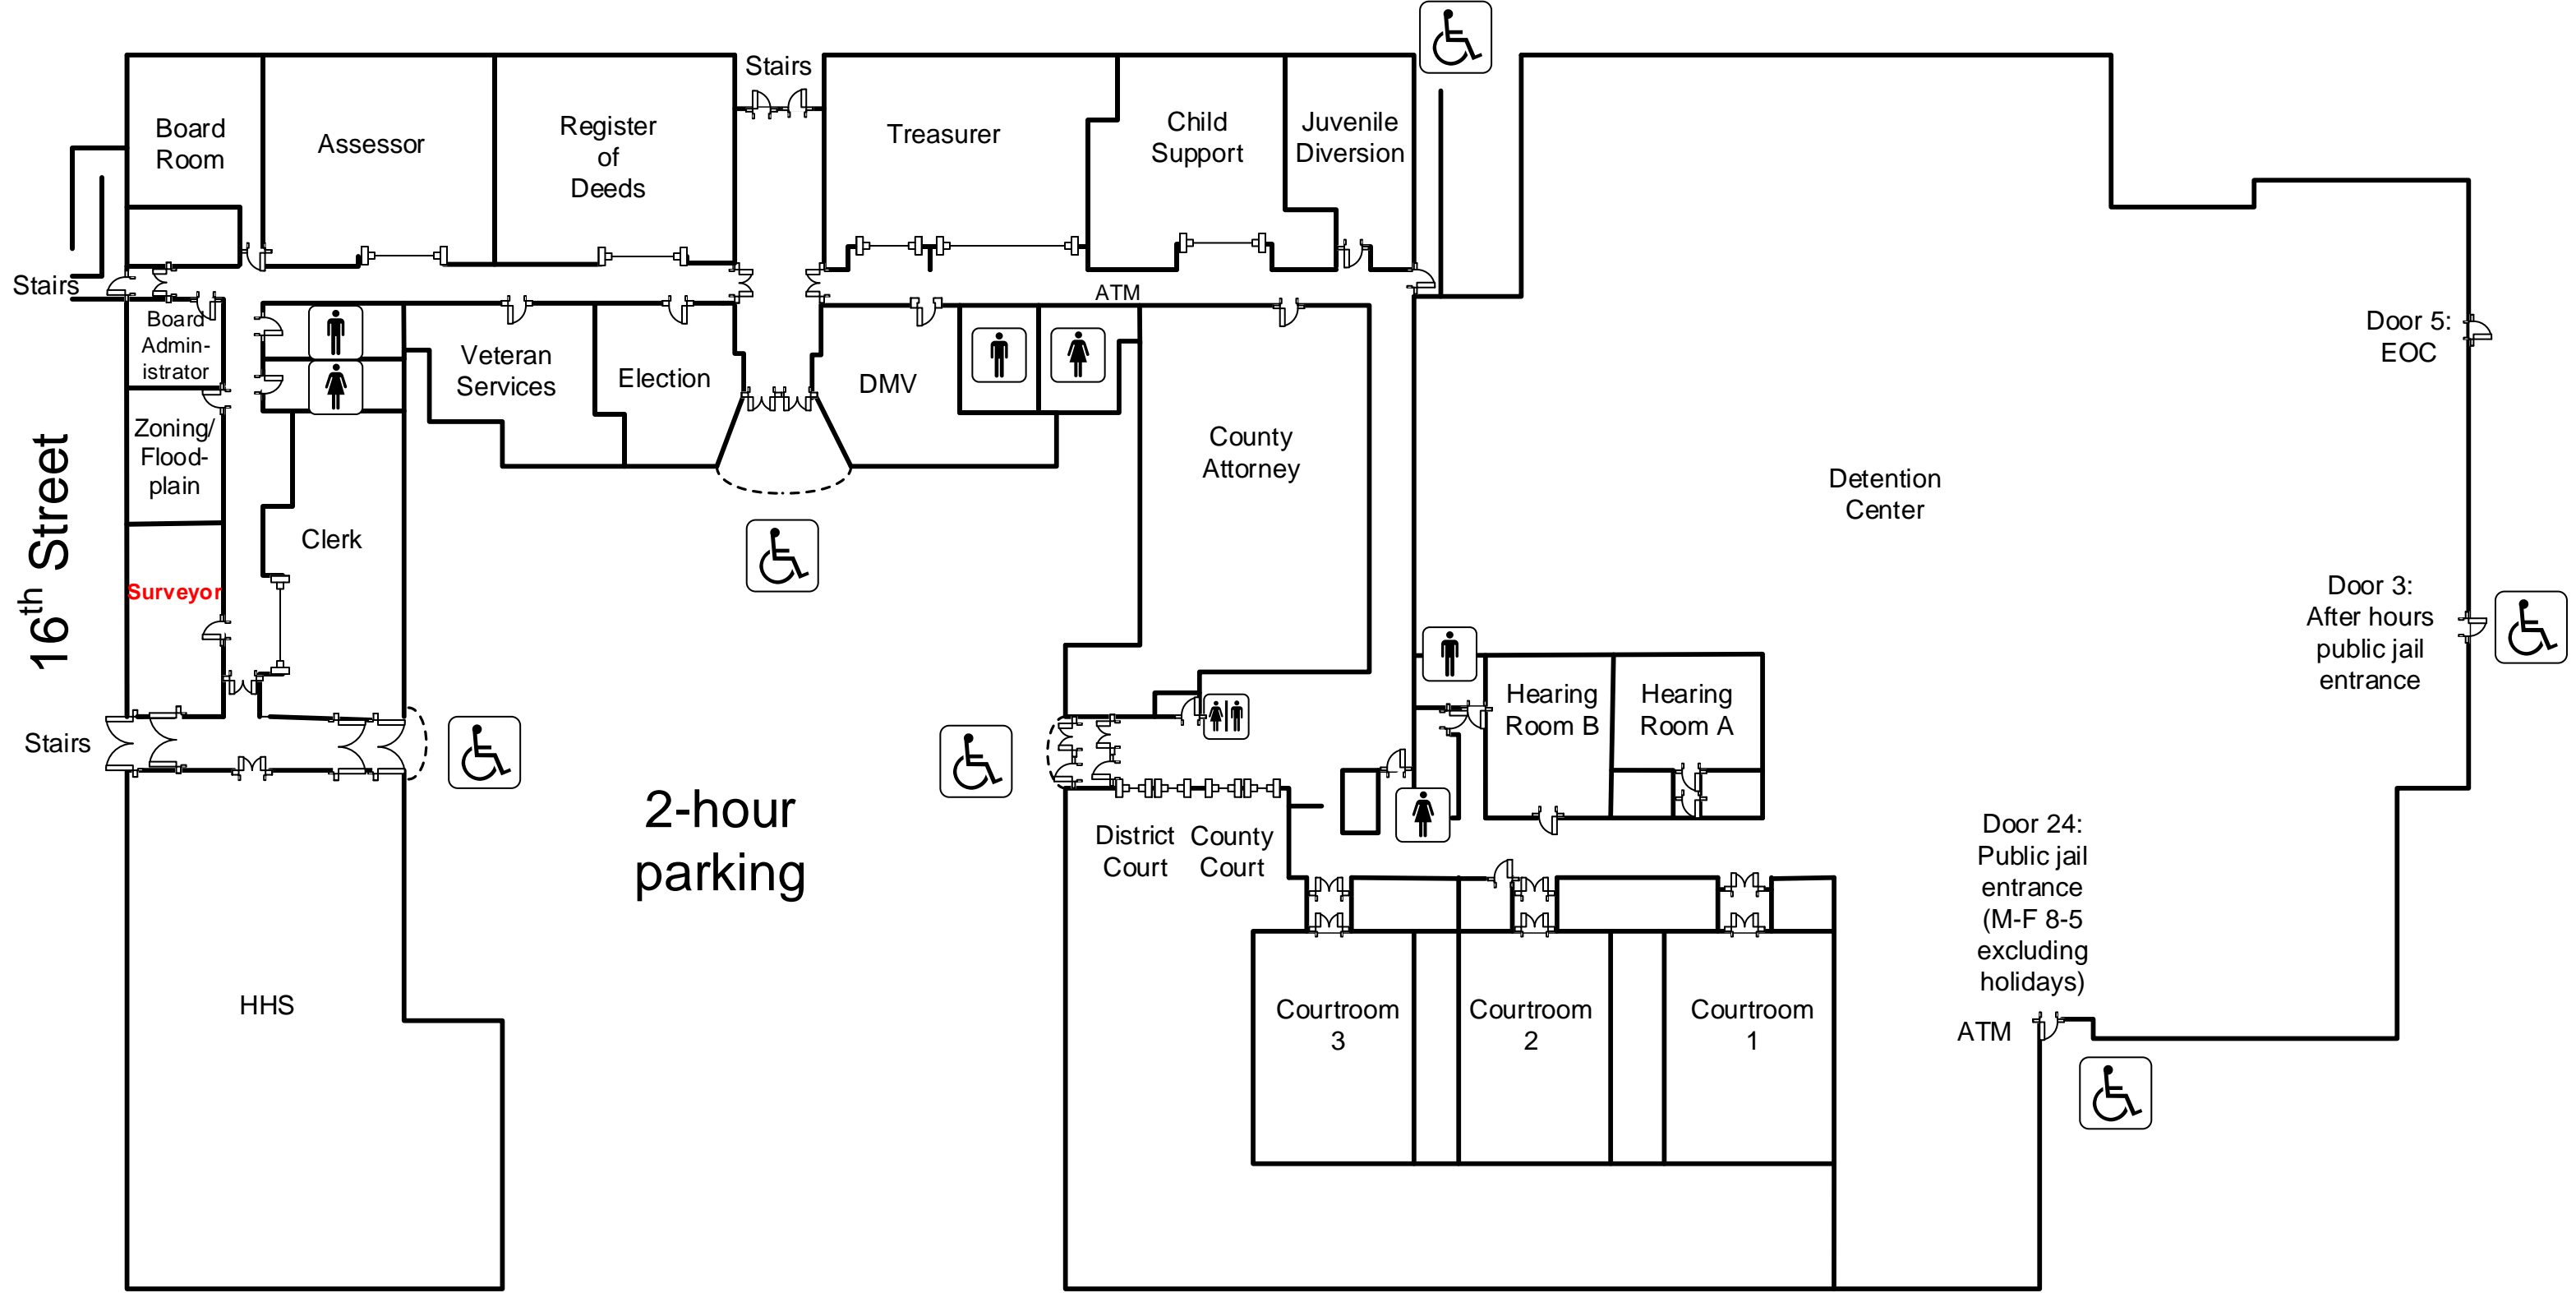 Stairs
Board
Room
Assessor
Register
of
Deeds
Treasurer
Child
Support
Juvenile
Diversion
Stairs
ATM
Board
Admin-
istrator
Veteran
Services
Election
DMV
Door 5:
EOC
Zoning/
Flood-
plain
County
Attorney
Detention
Center
16th Street
Clerk
Surveyor
Door 3:
After hours
public jail
entrance
Hearing
Room B
Hearing
Room A
Stairs
2-hour
parking
District
Court
County
Court
Door 24:
Public jail
entrance
(M-F 8-5
excluding
holidays)
HHS
Courtroom
3
Courtroom
2
Courtroom
1
ATM